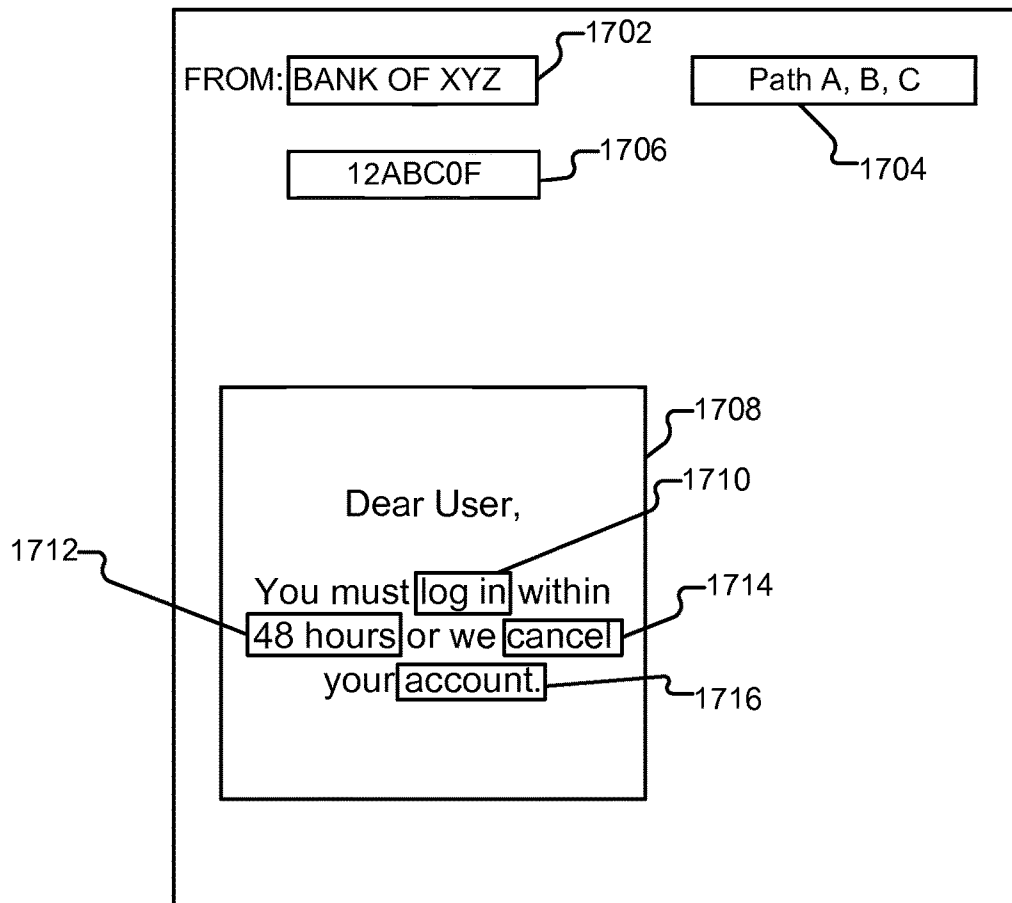 1702
FROM: BANK OF XYZ
Path A, B, C
1706
12ABC0F
1704
1708
1710
Dear User,
1712
You must log in within
1714
48 hours or we cancel
your account.
1716